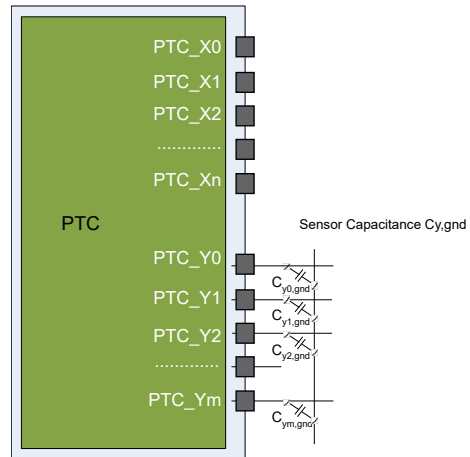 PTC_X0
PTC_X1
PTC_X2
.............
PTC_Xn
PTC
Sensor Capacitance Cy,gnd
PTC_Y0
Cy0,gnd
PTC_Y1
Cy1,gnd
PTC_Y2
Cy2,gnd
.............
PTC_Ym
Cym,gnd